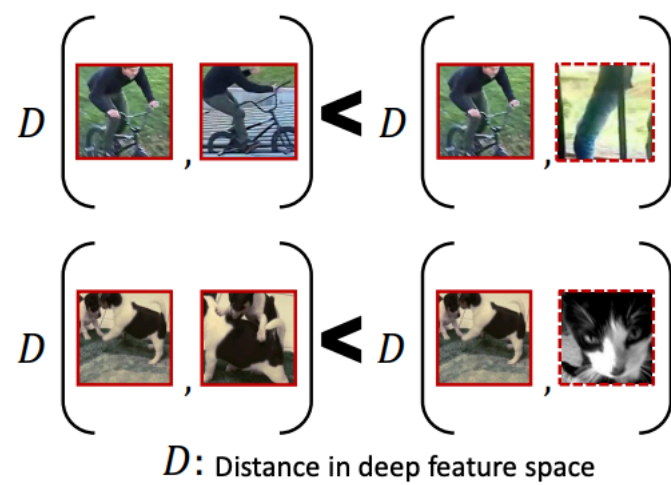 D ( , ) < D ( , )
D ( , ) < D ( , )
D: Distance in deep feature space